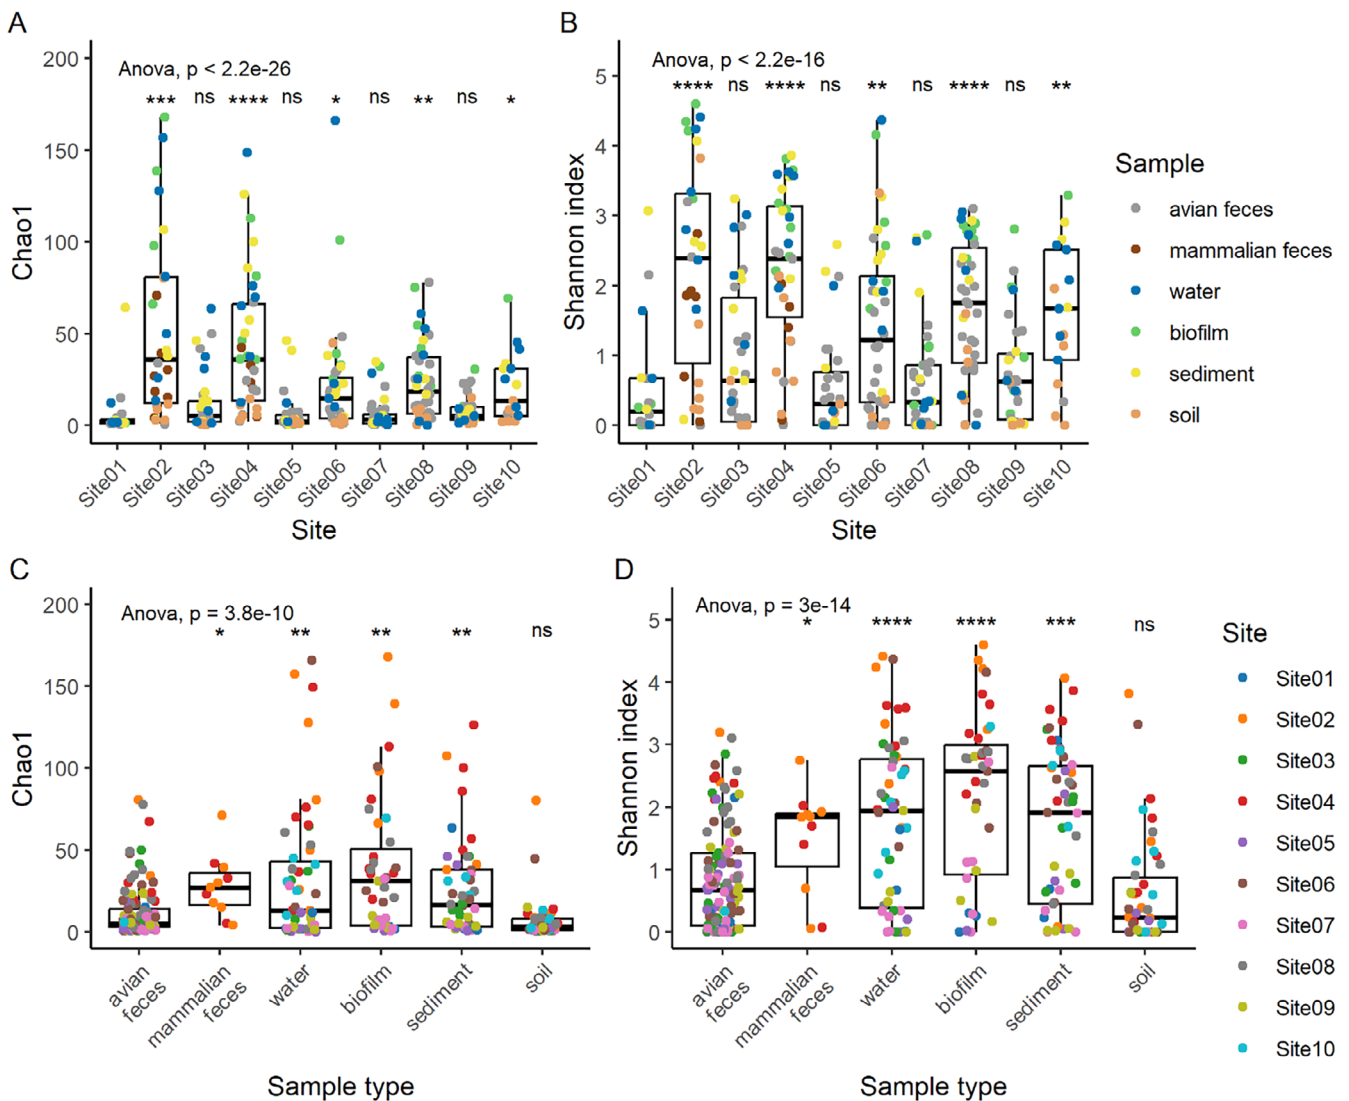 A
200
150
100
50
0
Chao1
Anova, p < 2.2e-26
*** ns **** ns * ns ** ns *
Site01 Site02 Site03 Site04 Site05 Site06 Site07 Site08 Site09 Site10
Site
B
5
4
3
2
1
0
Shannon index
Anova, p < 2.2e-16
**** ns **** ns ** ns **** ns **
Site01 Site02 Site03 Site04 Site05 Site06 Site07 Site08 Site09 Site10
Site
Sample
avian feces
mammalian feces
water
biofilm
sediment
soil
C
200
150
100
50
0
Chao1
Anova, p = 3.8e-10
* ** ** ** ns
avian feces
mammalian feces
water
biofilm
sediment
soil
Sample type
D
5
4
3
2
1
0
Shannon index
Anova, p = 3e-14
* **** **** *** ns
avian feces
mammalian feces
water
biofilm
sediment
soil
Sample type
Site
Site01
Site02
Site03
Site04
Site05
Site06
Site07
Site08
Site09
Site10